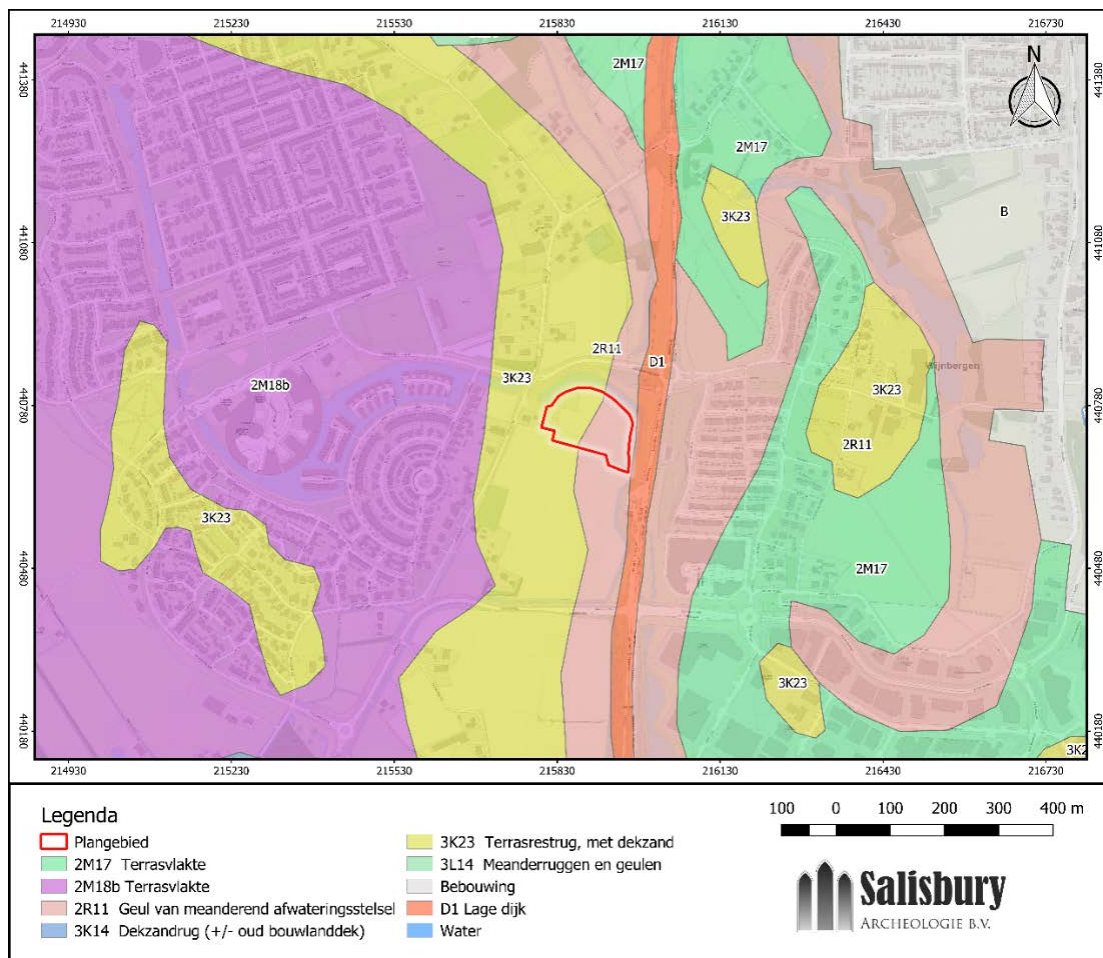 214930 215230 215530 215830 216130 216430 216730
441380
441080
440780
440480
440180
441380
441080
440780
440480
440180
N
2M17
2M17
3K23
B
2R11
D1
3K23
2M18b
Wijnbergen
3K23
2R11
3K23
2M17
3K23
3K2
214930 215230 215530 215830 216130 216430 216730
Legenda
Plangebied
2M17 Terrasvlakte
2M18b Terrasvlakte
2R11 Geul van meanderend afwateringsstelsel
3K14 Dekzandrug (+/- oud bouwlanddek)
3K23 Terrasrestrug, met dekzand
3L14 Meanderruggen en geulen
Bebouwing
D1 Lage dijk
Water
100 0 100 200 300 400 m
Salisbury
ARCHEOLOGIE B.V.